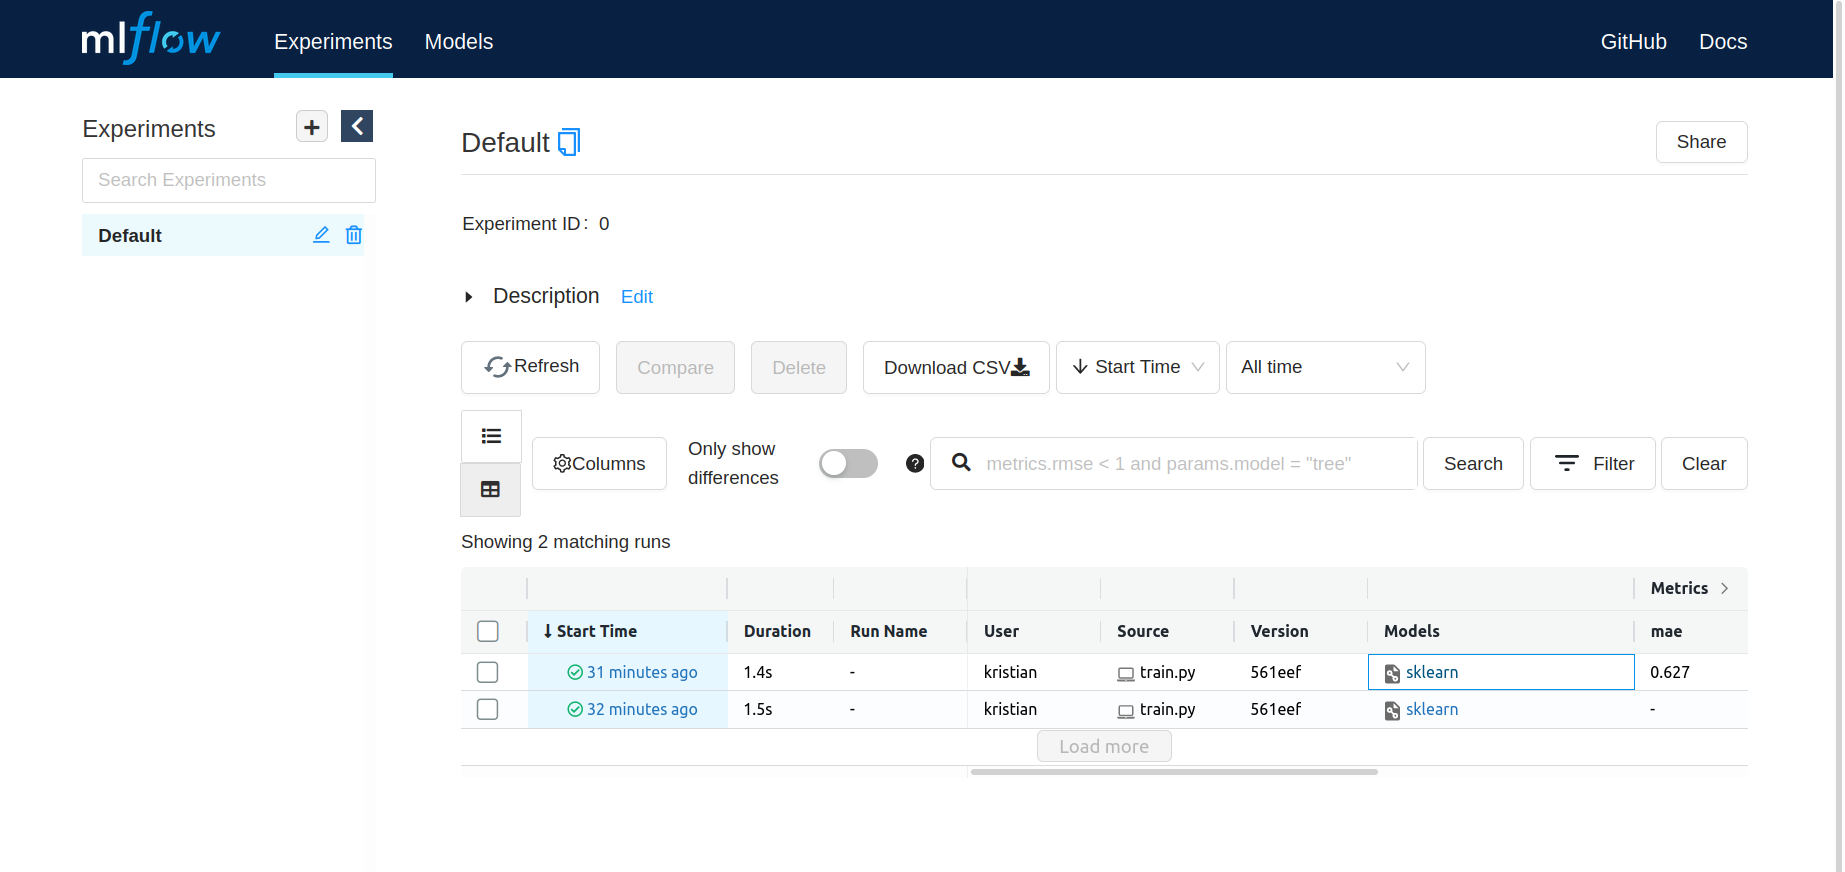 mlflow Experiments Models GitHub Docs
Experiments
Search Experiments
Default
Default Share
Experiment ID: 0
Description Edit
Refresh Compare Delete Download CSV Start Time All time
Columns Only show differences metrics.rmse < 1 and params.model = "tree" Search Filter Clear
Showing 2 matching runs
Metrics
Start Time Duration Run Name User Source Version Models mae
31 minutes ago 1.4s - kristian train.py 561eef sklearn 0.627
32 minutes ago 1.5s - kristian train.py 561eef sklearn -
Load more